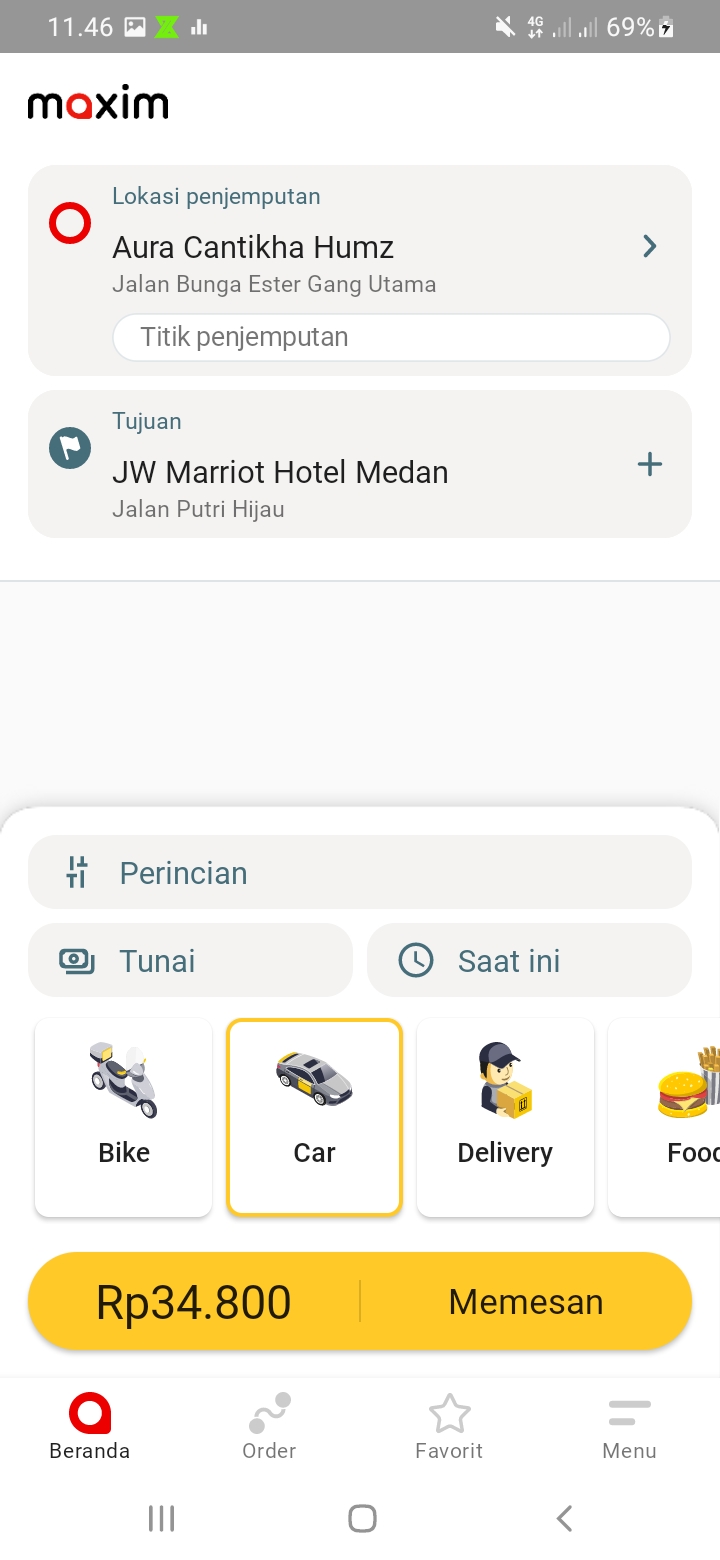 11.46
4G
69%
maxim
Lokasi penjemputan
Aura Cantikha Humz
Jalan Bunga Ester Gang Utama
Titik penjemputan
Tujuan
JW Marriot Hotel Medan
Jalan Putri Hijau
Perincian
Tunai
Saat ini
Bike
Car
Delivery
Food
Rp34.800
Memesan
Beranda
Order
Favorit
Menu